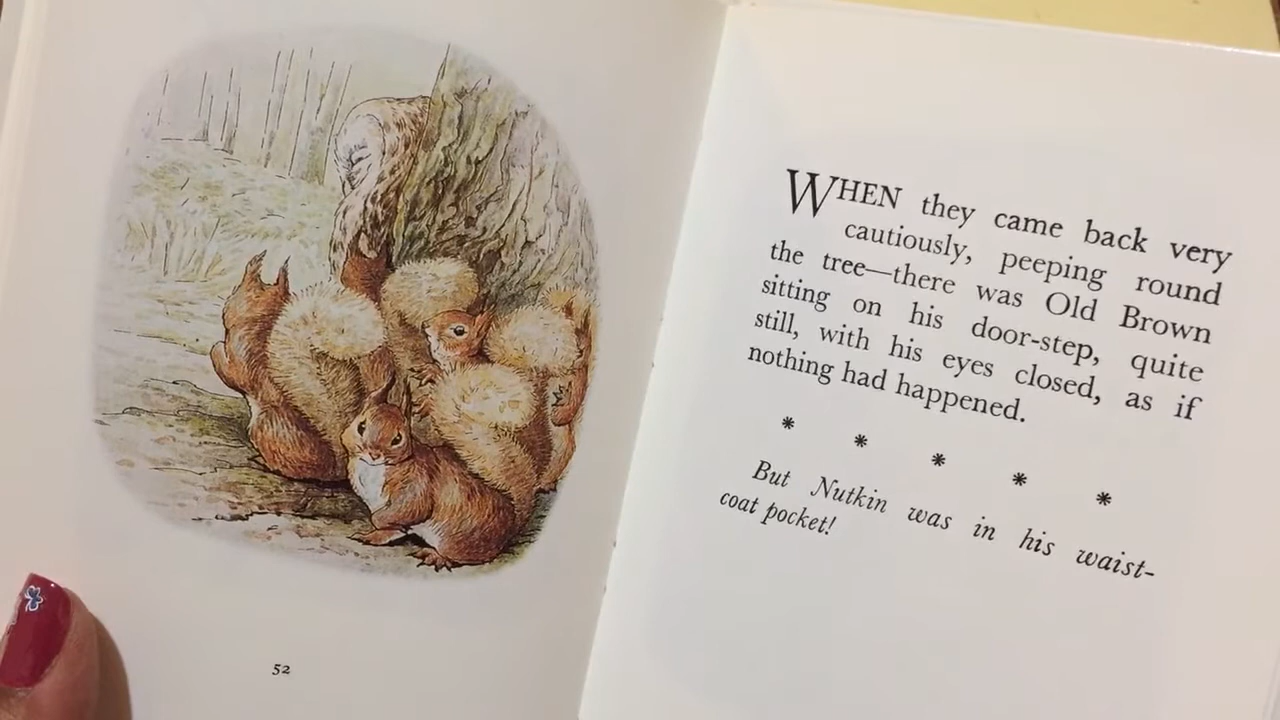 52
WHEN they came back very
cautiously, peeping round
the tree—there was Old Brown
sitting on his door-step, quite
still, with his eyes closed, as if
nothing had happened.
* * * * *
But Nutkin was in his waist-
coat pocket!